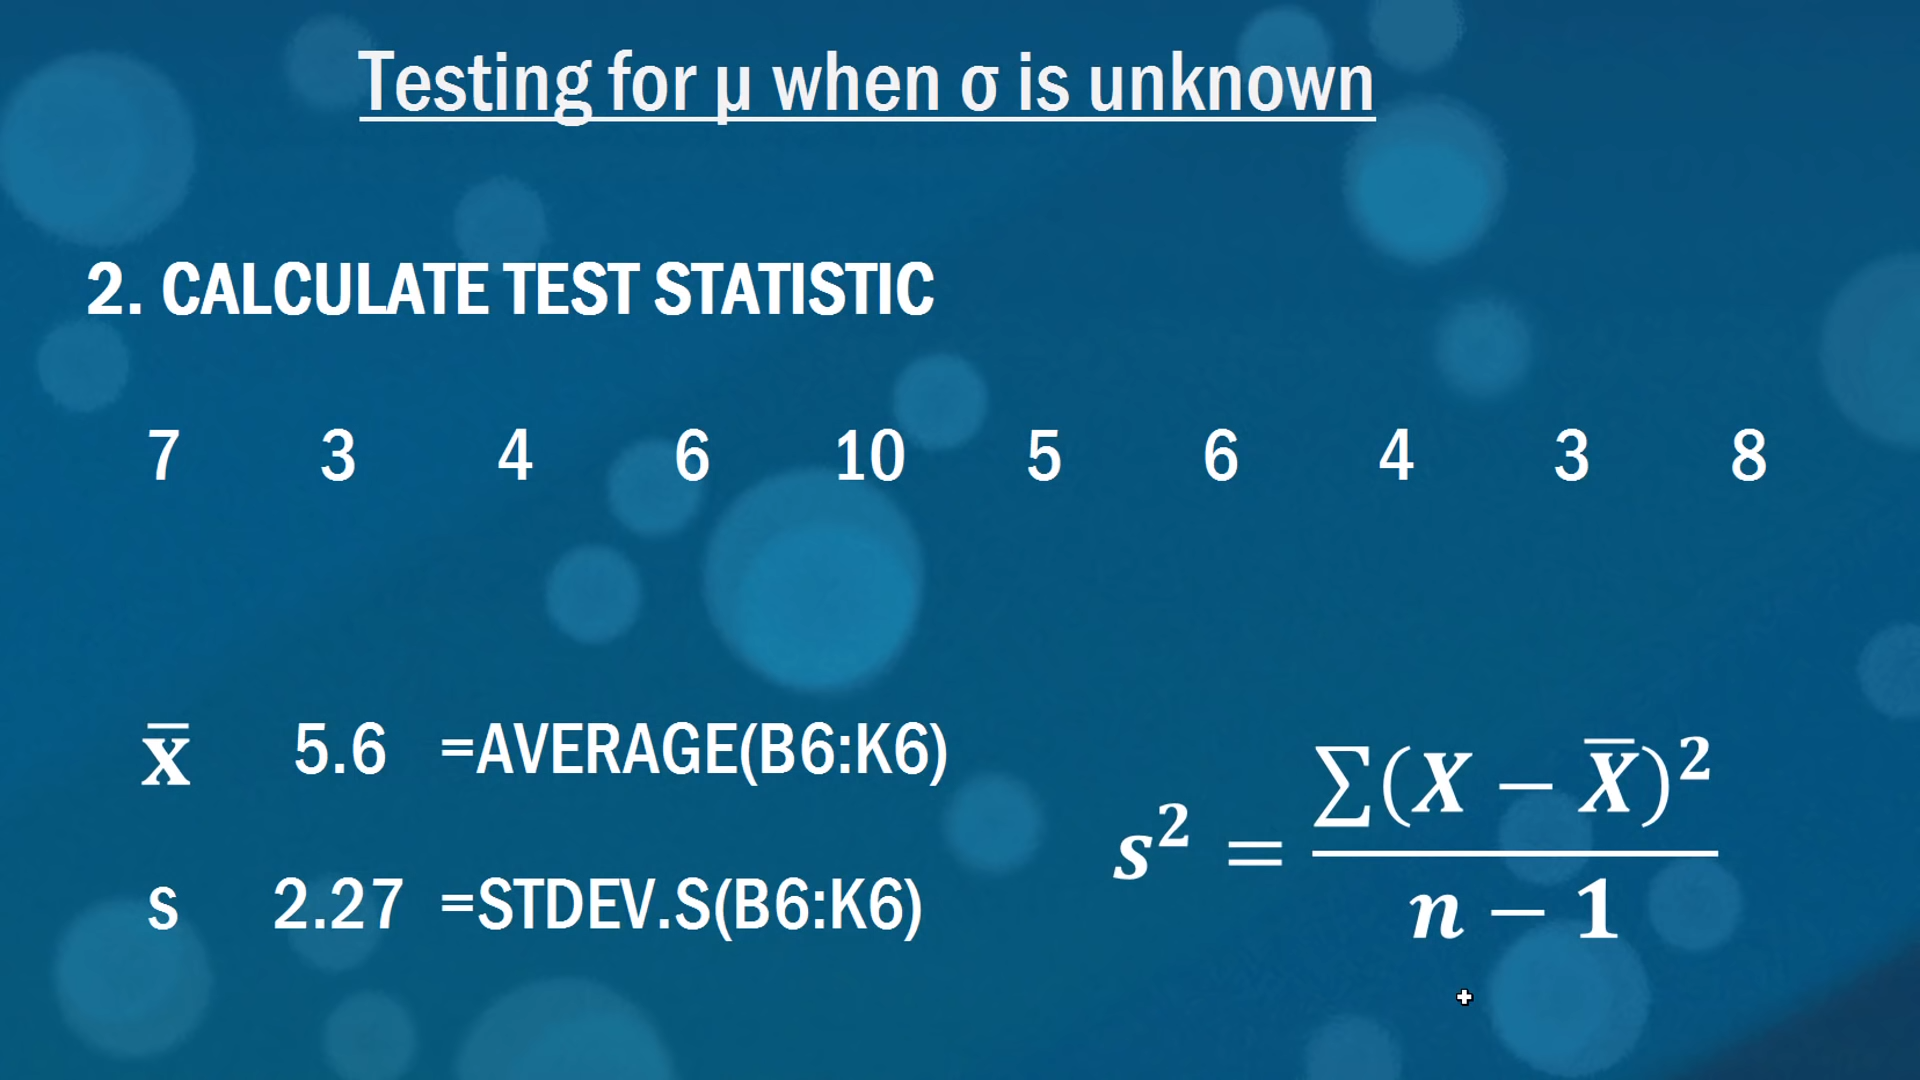 Testing for μ when σ is unknown
2. CALCULATE TEST STATISTIC
7 3 4 6 10 5 6 4 3 8
x̅ 5.6 =AVERAGE(B6:K6)
s 2.27 =STDEV.S(B6:K6)
s² = ∑(X − X̅)² / n − 1